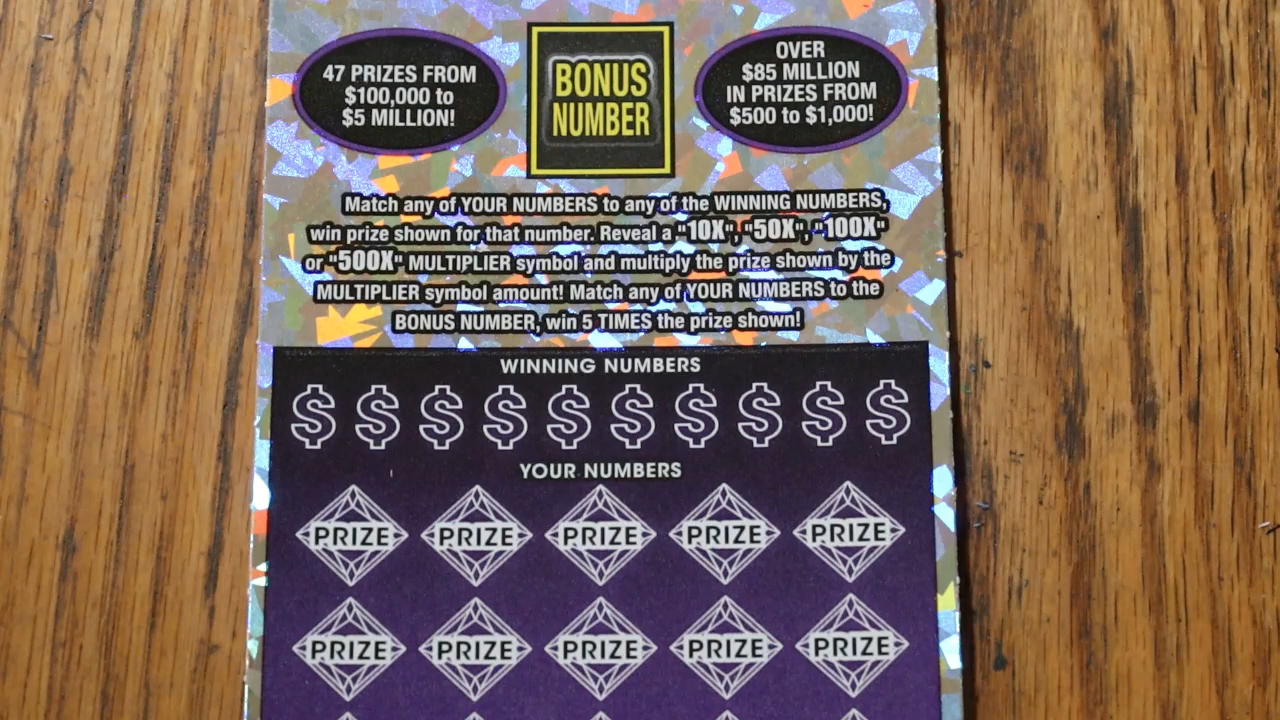 47 PRIZES FROM
$100,000 to
$5 MILLION!
BONUS
NUMBER
OVER
$85 MILLION
IN PRIZES FROM
$500 to $1,000!
Match any of YOUR NUMBERS to any of the WINNING NUMBERS,
win prize shown for that number. Reveal a "10X", "50X", "100X"
or "500X" MULTIPLIER symbol and multiply the prize shown by the
MULTIPLIER symbol amount! Match any of YOUR NUMBERS to the
BONUS NUMBER, win 5 TIMES the prize shown!
WINNING NUMBERS
$ $ $ $ $ $ $ $ $ $
YOUR NUMBERS
PRIZE PRIZE PRIZE PRIZE PRIZE
PRIZE PRIZE PRIZE PRIZE PRIZE